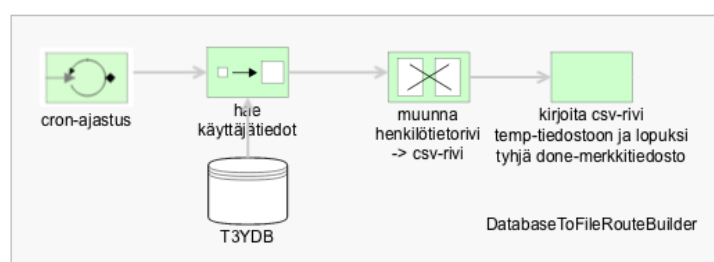 cron-ajastus
hae
käyttäjätiedot
muunna
henkilötietorivi
-> csv-rivi
kirjoita csv-rivi
temp-tiedostoon ja lopuksi
tyhjä done-merkkitiedosto
T3YDB
DatabaseToFileRouteBuilder